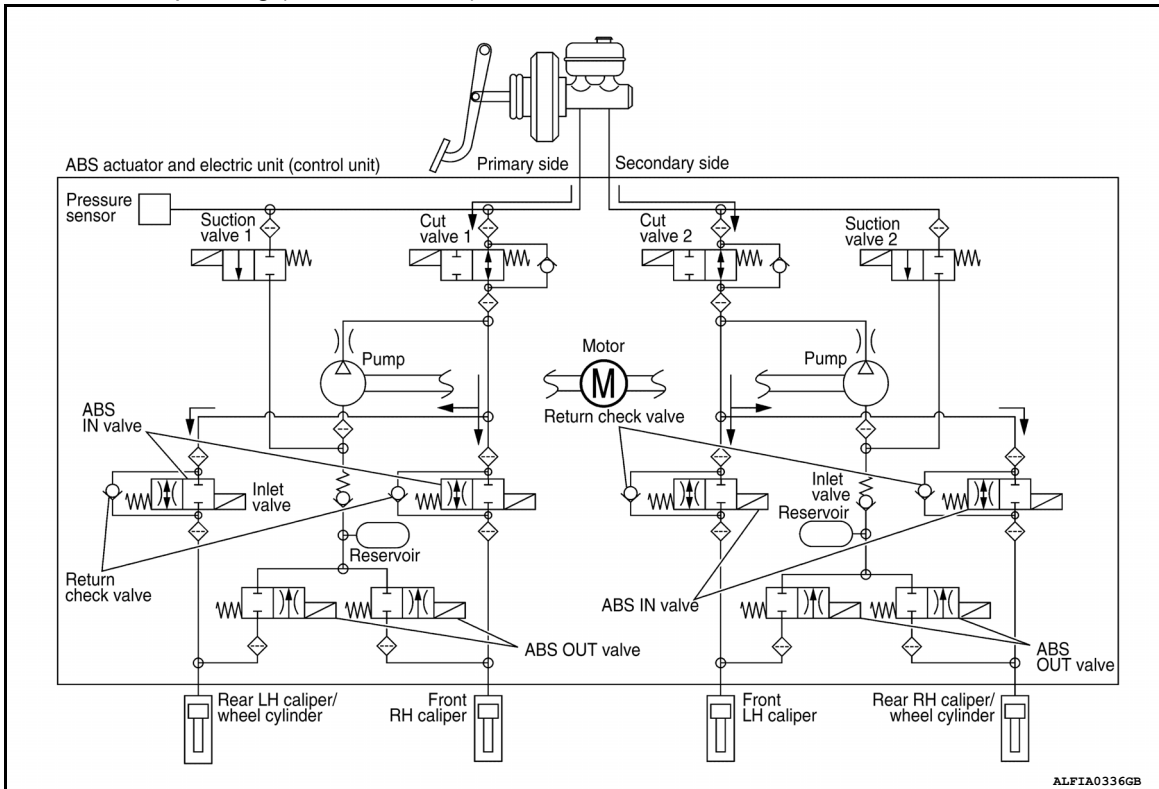 ABS actuator and electric unit (control unit)
Primary side
Secondary side
Pressure
sensor
Suction
valve 1
Cut
valve 1
Cut
valve 2
Suction
valve 2
Pump
Motor
M
Pump
Return check valve
ABS
IN valve
Inlet
valve
Inlet
valve
Reservoir
Reservoir
Return
check valve
ABS IN valve
ABS OUT valve
ABS
OUT valve
Rear LH caliper/
wheel cylinder
Front
RH caliper
Front
LH caliper
Rear RH caliper/
wheel cylinder
ALFIA0336GB